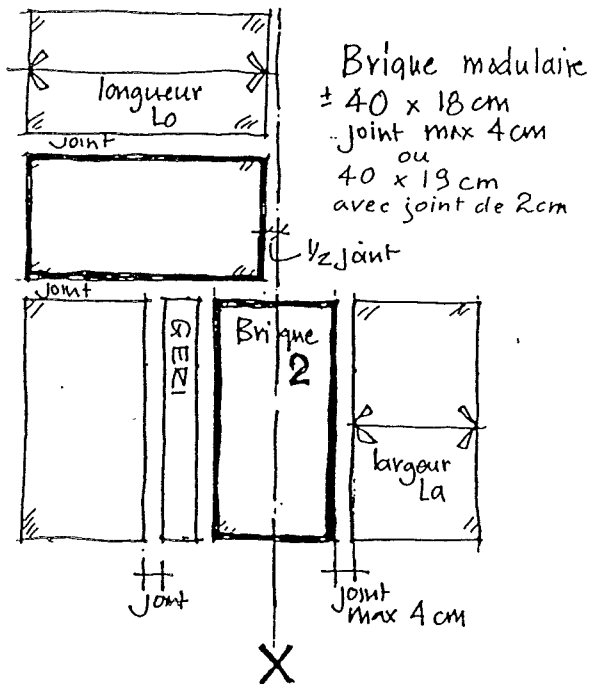 longueur
Lo
Brique modulaire
± 40 x 18 cm
joint max 4 cm
ou
40 x 19 cm
avec joint de 2 cm
joint
1/2 joint
joint
GEZI
Brique
2
largeur
La
joint
joint
max 4 cm
X